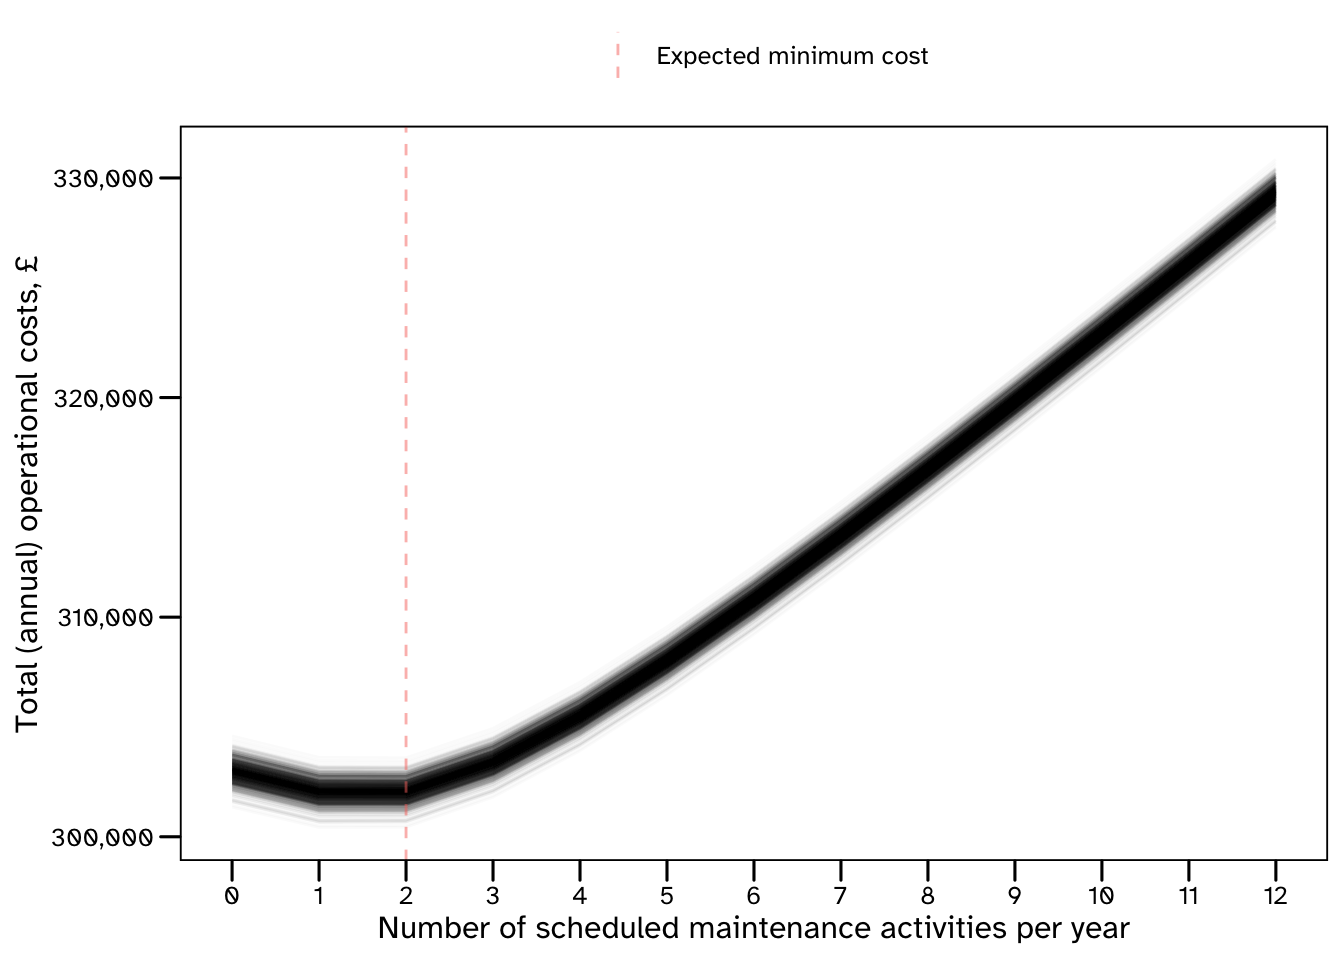 Expected minimum cost
Total (annual) operational costs, £
330,000
320,000
310,000
300,000
0 1 2 3 4 5 6 7 8 9 10 11 12
Number of scheduled maintenance activities per year